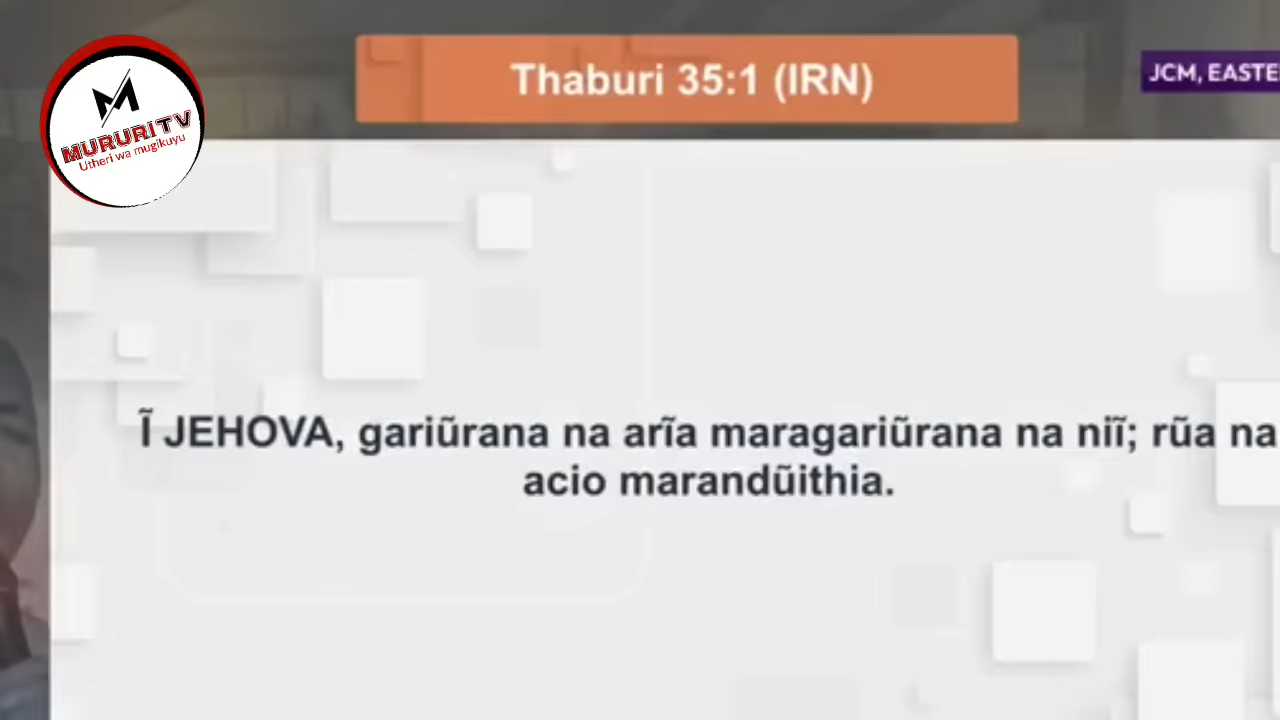 Thaburi 35:1 (IRN)
JCM, EASTE
MURURI TV
Utheri wa mugikuyu
Ĩ JEHOVA, gariũrana na arĩa maragariũrana na niĩ; rũa na
acio marandũithia.